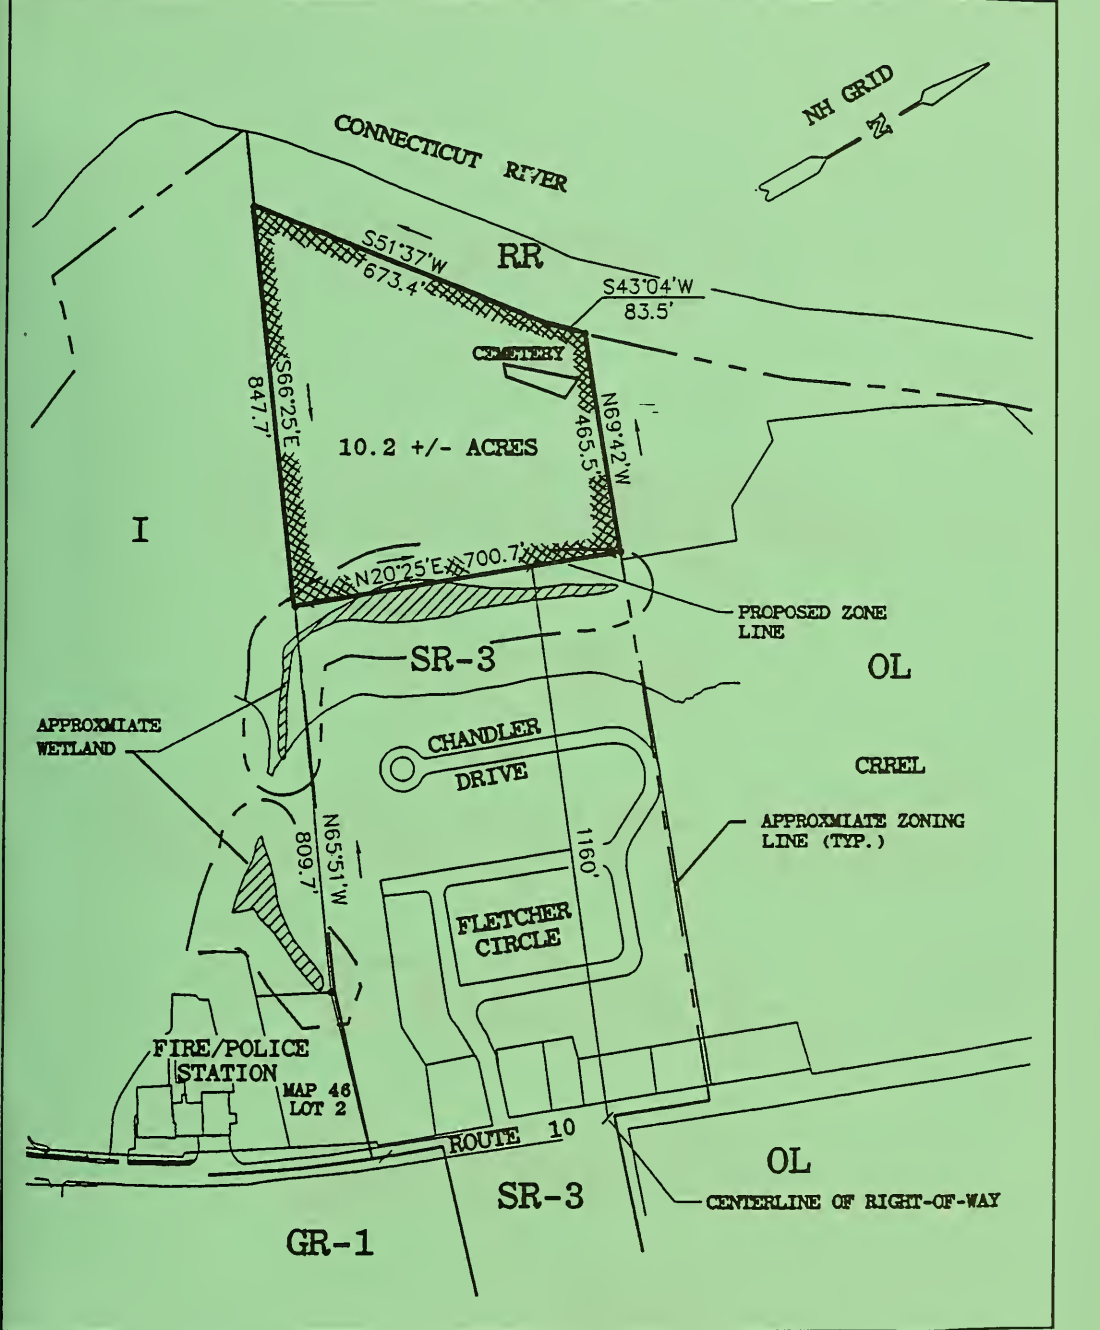 NH GRID
N
CONNECTICUT RIVER
RR
S51°37'W
673.4'
S43°04'W
83.5'
CEMETERY
S66°25'E
847.7'
N69°42'W
465.5'
10.2 +/- ACRES
I
N20°25'E 700.7'
PROPOSED ZONE
LINE
SR-3
OL
APPROXMIATE
WETLAND
CHANDLER
DRIVE
CRREL
APPROXMIATE ZONING
LINE (TYP.)
N65°51'W
809.7'
1160'
FLETCHER
CIRCLE
FIRE/POLICE
STATION
MAP 46
LOT 2
ROUTE 10
OL
SR-3
CENTERLINE OF RIGHT-OF-WAY
GR-1